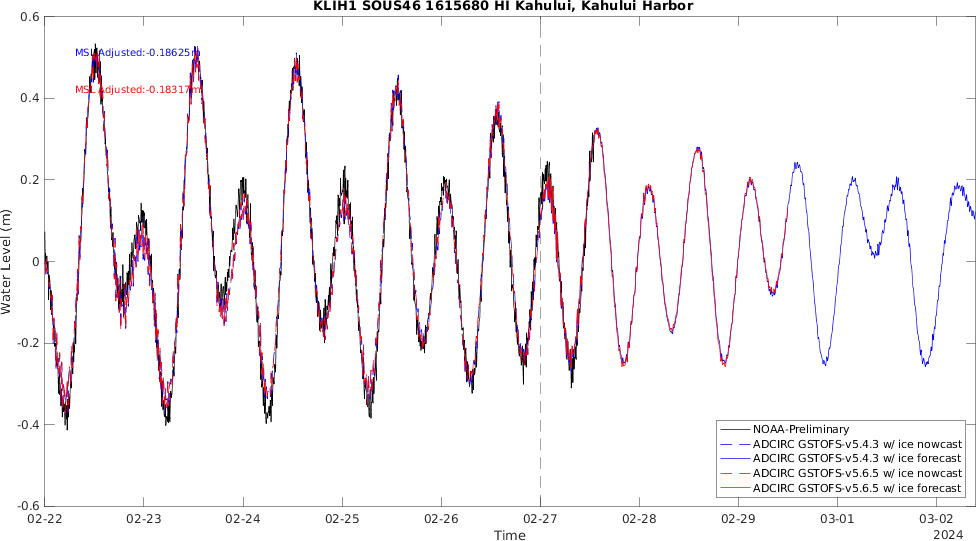 KLIH1 SOUS46 1615680 HI Kahului, Kahului Harbor
Water Level (m)
0.6
0.4
0.2
0
-0.2
-0.4
-0.6
MSL Adjusted:-0.18625m
MSL Adjusted:-0.18317m
NOAA-Preliminary
ADCIRC GSTOFS-v5.4.3 w/ ice nowcast
ADCIRC GSTOFS-v5.4.3 w/ ice forecast
ADCIRC GSTOFS-v5.6.5 w/ ice nowcast
ADCIRC GSTOFS-v5.6.5 w/ ice forecast
02-22 02-23 02-24 02-25 02-26 02-27 02-28 02-29 03-01 03-02
Time
2024